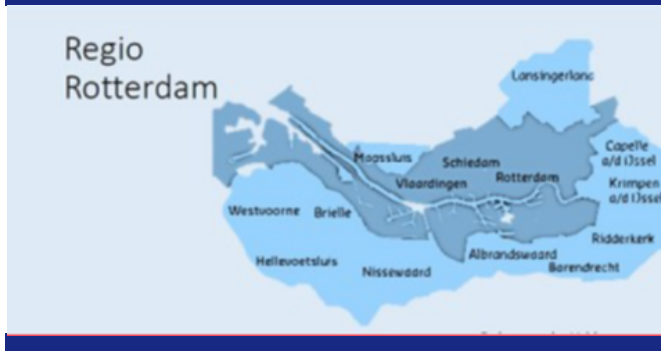 Regio
Rotterdam
Lansingerland
Capelle
a/d IJssel
Maassluis
Schiedam
Vlaardingen
Rotterdam
Krimpen
a/d IJssel
Westvoorne
Brielle
Ridderkerk
Hellevoetsluis
Nissewaard
Albrandswaard
Barendrecht